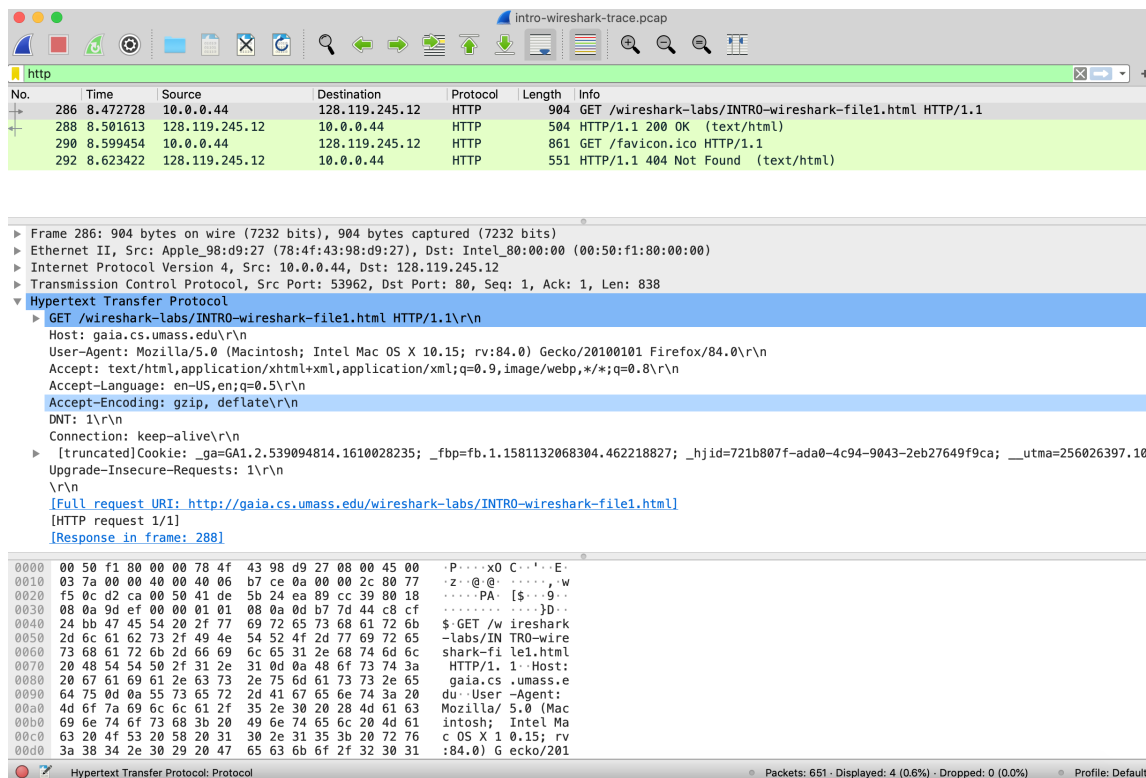 intro-wireshark-trace.pcap
http
No. Time Source Destination Protocol Length Info
286 8.472728 10.0.0.44 128.119.245.12 HTTP 904 GET /wireshark-labs/INTRO-wireshark-file1.html HTTP/1.1
288 8.501613 128.119.245.12 10.0.0.44 HTTP 504 HTTP/1.1 200 OK (text/html)
290 8.599454 10.0.0.44 128.119.245.12 HTTP 861 GET /favicon.ico HTTP/1.1
292 8.623422 128.119.245.12 10.0.0.44 HTTP 551 HTTP/1.1 404 Not Found (text/html)
Frame 286: 904 bytes on wire (7232 bits), 904 bytes captured (7232 bits)
Ethernet II, Src: Apple_98:d9:27 (78:4f:43:98:d9:27), Dst: Intel_80:00:00 (00:50:f1:80:00:00)
Internet Protocol Version 4, Src: 10.0.0.44, Dst: 128.119.245.12
Transmission Control Protocol, Src Port: 53962, Dst Port: 80, Seq: 1, Ack: 1, Len: 838
Hypertext Transfer Protocol
GET /wireshark-labs/INTRO-wireshark-file1.html HTTP/1.1\r\n
Host: gaia.cs.umass.edu\r\n
User-Agent: Mozilla/5.0 (Macintosh; Intel Mac OS X 10.15; rv:84.0) Gecko/20100101 Firefox/84.0\r\n
Accept: text/html,application/xhtml+xml,application/xml;q=0.9,image/webp,*/*;q=0.8\r\n
Accept-Language: en-US,en;q=0.5\r\n
Accept-Encoding: gzip, deflate\r\n
DNT: 1\r\n
Connection: keep-alive\r\n
[truncated]Cookie: _ga=GA1.2.539094814.1610028235; _fbp=fb.1.1581132068304.462218827; _hjid=721b807f-ada0-4c94-9043-2eb27649f9ca; __utma=256026397.10
Upgrade-Insecure-Requests: 1\r\n
\r\n
[Full request URI: http://gaia.cs.umass.edu/wireshark-labs/INTRO-wireshark-file1.html]
[HTTP request 1/1]
[Response in frame: 288]
0000 00 50 f1 80 00 00 78 4f 43 98 d9 27 08 00 45 00 ·P····xO C··'··E·
0010 03 7a 00 00 40 00 40 06 b7 ce 0a 00 00 2c 80 77 ·z··@·@· ·····,·w
0020 f5 0c d2 ca 00 50 41 de 5b 24 ea 89 cc 39 80 18 ·····PA· [$···9··
0030 08 0a 9d ef 00 00 01 01 08 0a 0d b7 7d 44 c8 cf ········ ····}D··
0040 24 bb 47 45 54 20 2f 77 69 72 65 73 68 61 72 6b $·GET /w ireshark
0050 2d 6c 61 62 73 2f 49 4e 54 52 4f 2d 77 69 72 65 -labs/IN TRO-wire
0060 73 68 61 72 6b 2d 66 69 6c 65 31 2e 68 74 6d 6c shark-fi le1.html
0070 20 48 54 54 50 2f 31 2e 31 0d 0a 48 6f 73 74 3a HTTP/1. 1··Host:
0080 20 67 61 69 61 2e 63 73 2e 75 6d 61 73 73 2e 65 gaia.cs .umass.e
0090 64 75 0d 0a 55 73 65 72 2d 41 67 65 6e 74 3a 20 du··User -Agent:
00a0 4d 6f 7a 69 6c 6c 61 2f 35 2e 30 20 28 4d 61 63 Mozilla/ 5.0 (Mac
00b0 69 6e 74 6f 73 68 3b 20 49 6e 74 65 6c 20 4d 61 intosh; Intel Ma
00c0 63 20 4f 53 20 58 20 31 30 2e 31 35 3b 20 72 76 c OS X 1 0.15; rv
00d0 3a 38 34 2e 30 29 20 47 65 63 6b 6f 2f 32 30 31 :84.0) G ecko/201
Hypertext Transfer Protocol: Protocol Packets: 651 · Displayed: 4 (0.6%) · Dropped: 0 (0.0%) Profile: Default